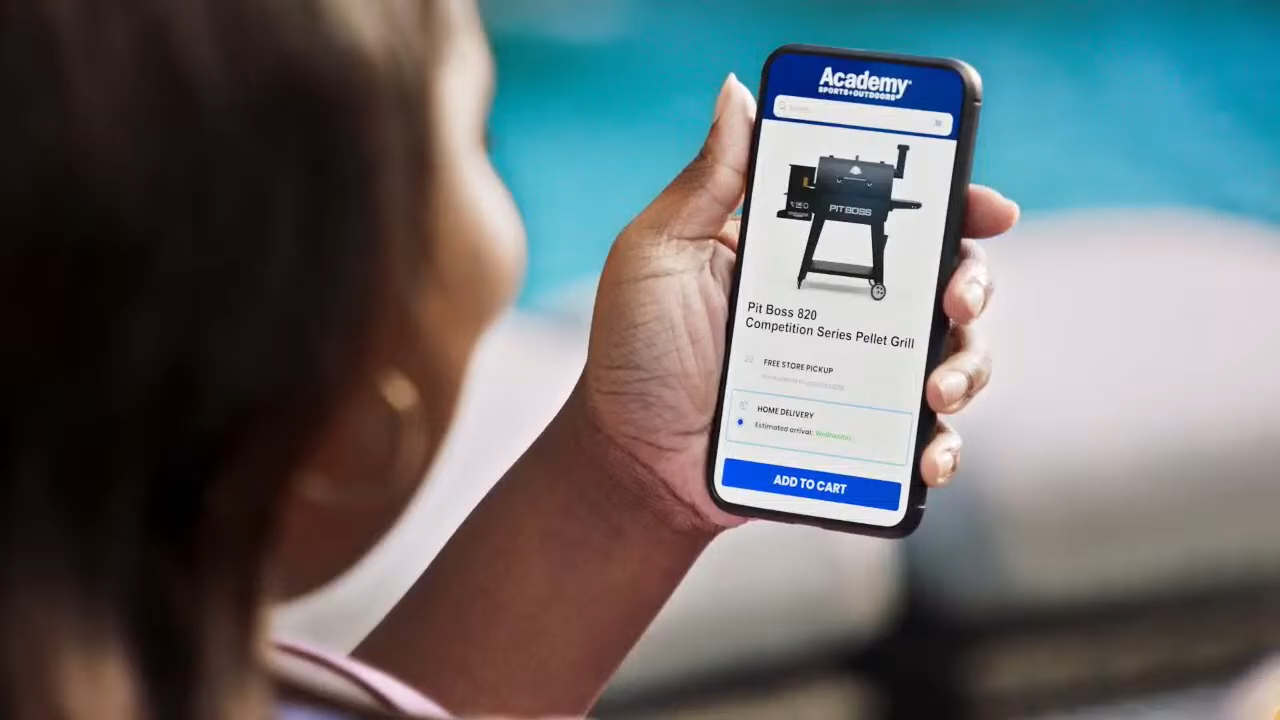 Academy
SPORTS+OUTDOORS
PIT BOSS
Pit Boss 820
Competition Series Pellet Grill
FREE STORE PICKUP
HOME DELIVERY
Estimated arrival: Wednesday
ADD TO CART